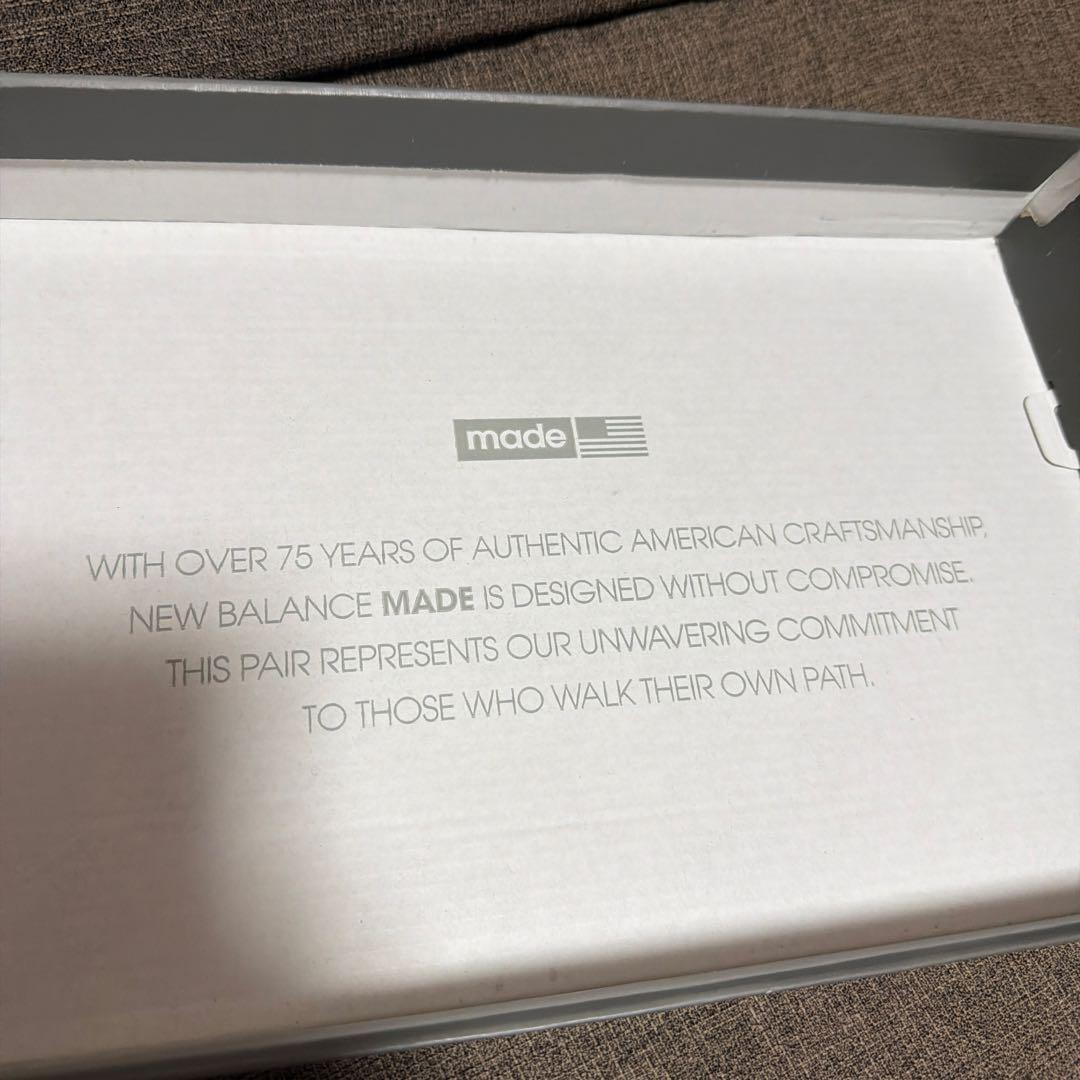 made
WITH OVER 75 YEARS OF AUTHENTIC AMERICAN CRAFTSMANSHIP,
NEW BALANCE MADE IS DESIGNED WITHOUT COMPROMISE.
THIS PAIR REPRESENTS OUR UNWAVERING COMMITMENT
TO THOSE WHO WALK THEIR OWN PATH.